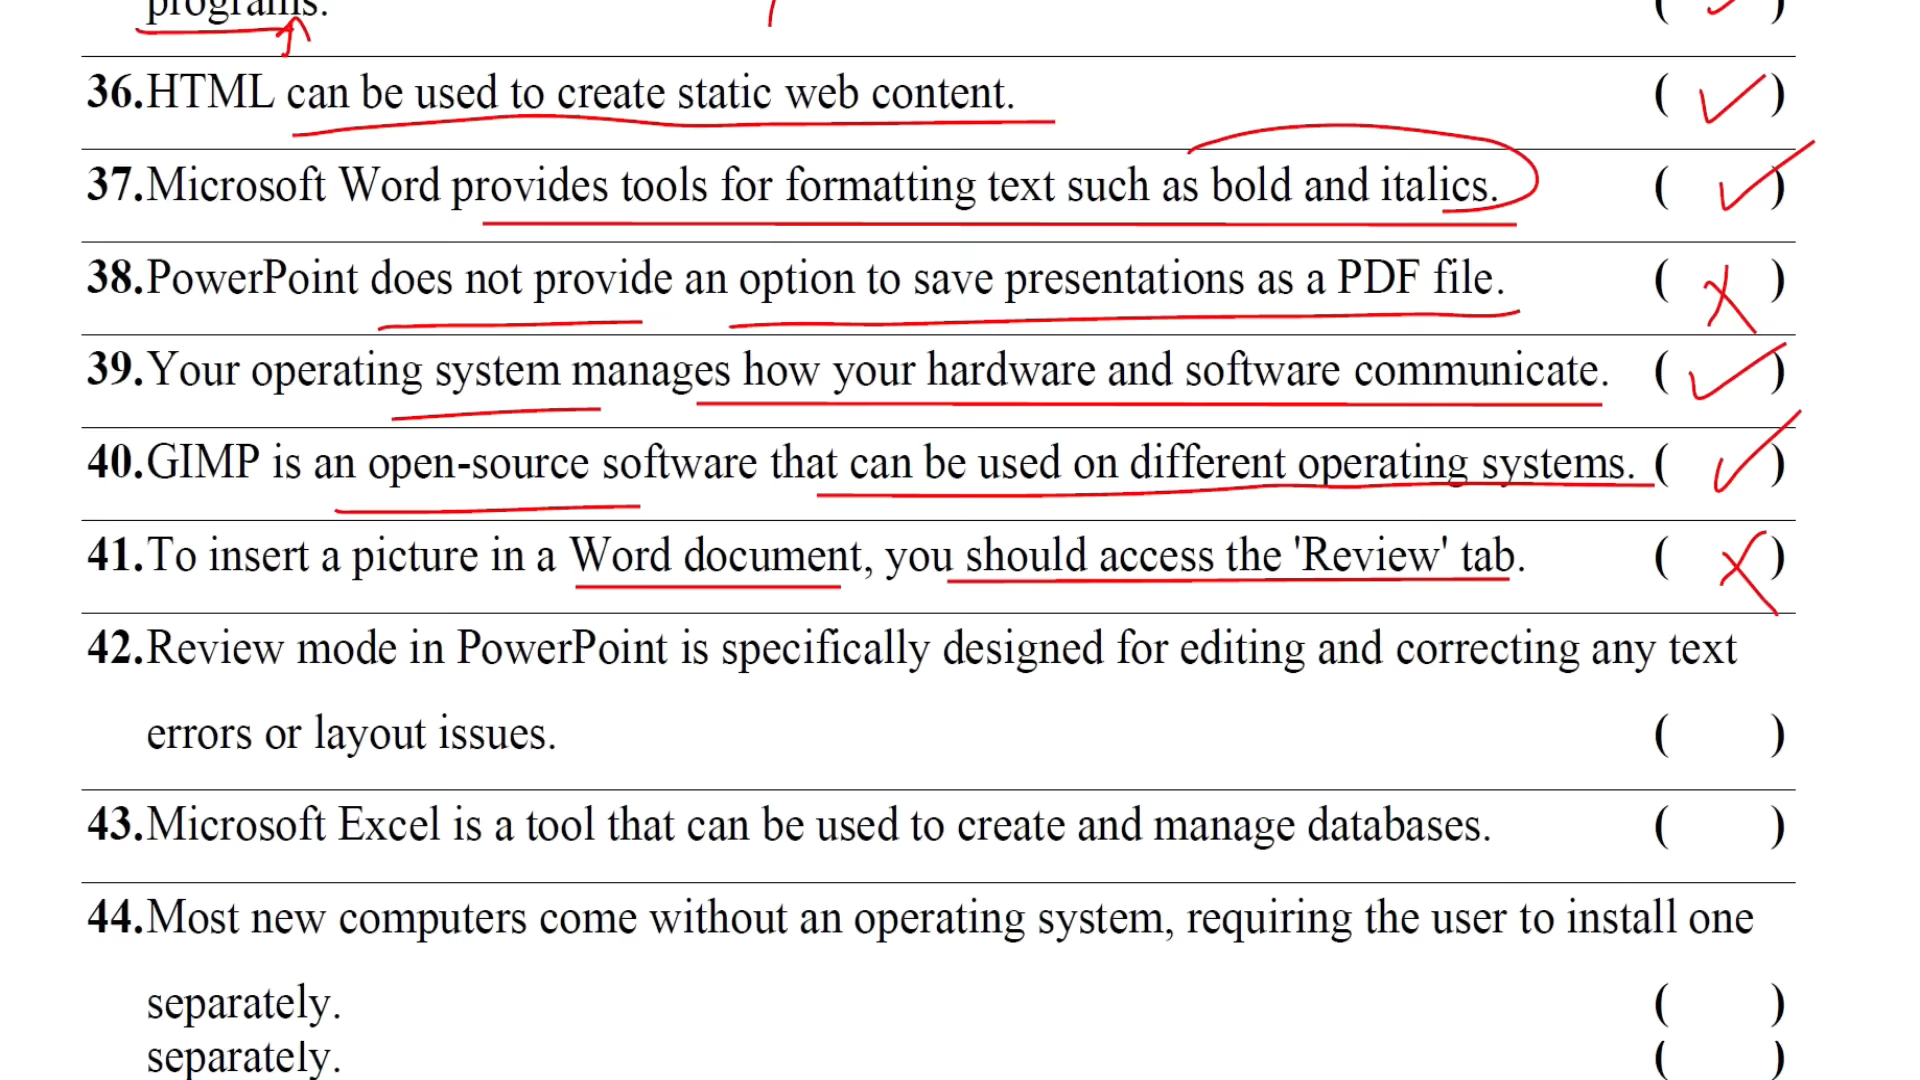 programs. ( ✓ )
36.HTML can be used to create static web content. ( ✓ )
37.Microsoft Word provides tools for formatting text such as bold and italics. ( ✓ )
38.PowerPoint does not provide an option to save presentations as a PDF file. ( ✗ )
39.Your operating system manages how your hardware and software communicate. ( ✓ )
40.GIMP is an open-source software that can be used on different operating systems. ( ✓ )
41.To insert a picture in a Word document, you should access the 'Review' tab. ( ✗ )
42.Review mode in PowerPoint is specifically designed for editing and correcting any text
errors or layout issues. ( )
43.Microsoft Excel is a tool that can be used to create and manage databases. ( )
44.Most new computers come without an operating system, requiring the user to install one
separately. ( )
separately. ( )